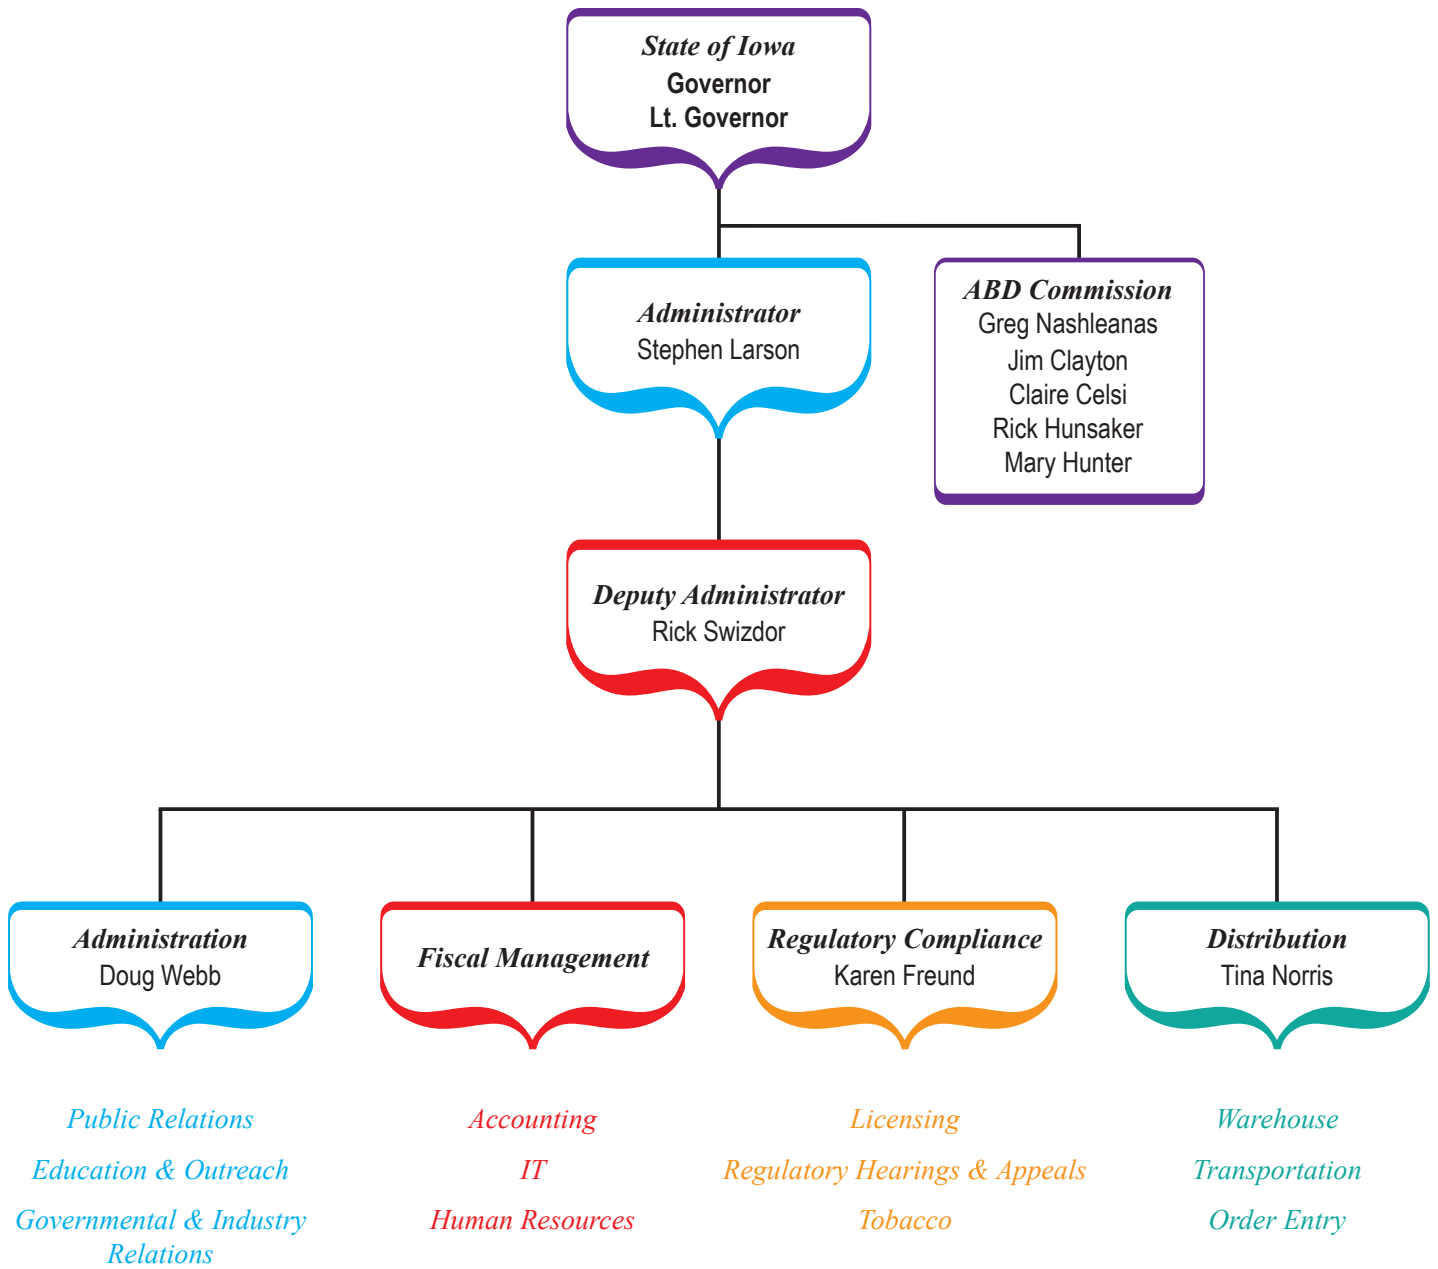 State of Iowa
Governor
Lt. Governor
Administrator
Stephen Larson
ABD Commission
Greg Nashleanas
Jim Clayton
Claire Celsi
Rick Hunsaker
Mary Hunter
Deputy Administrator
Rick Swizdor
Administration
Doug Webb
Fiscal Management
Regulatory Compliance
Karen Freund
Distribution
Tina Norris
Public Relations
Education & Outreach
Governmental & Industry
Relations
Accounting
IT
Human Resources
Licensing
Regulatory Hearings & Appeals
Tobacco
Warehouse
Transportation
Order Entry